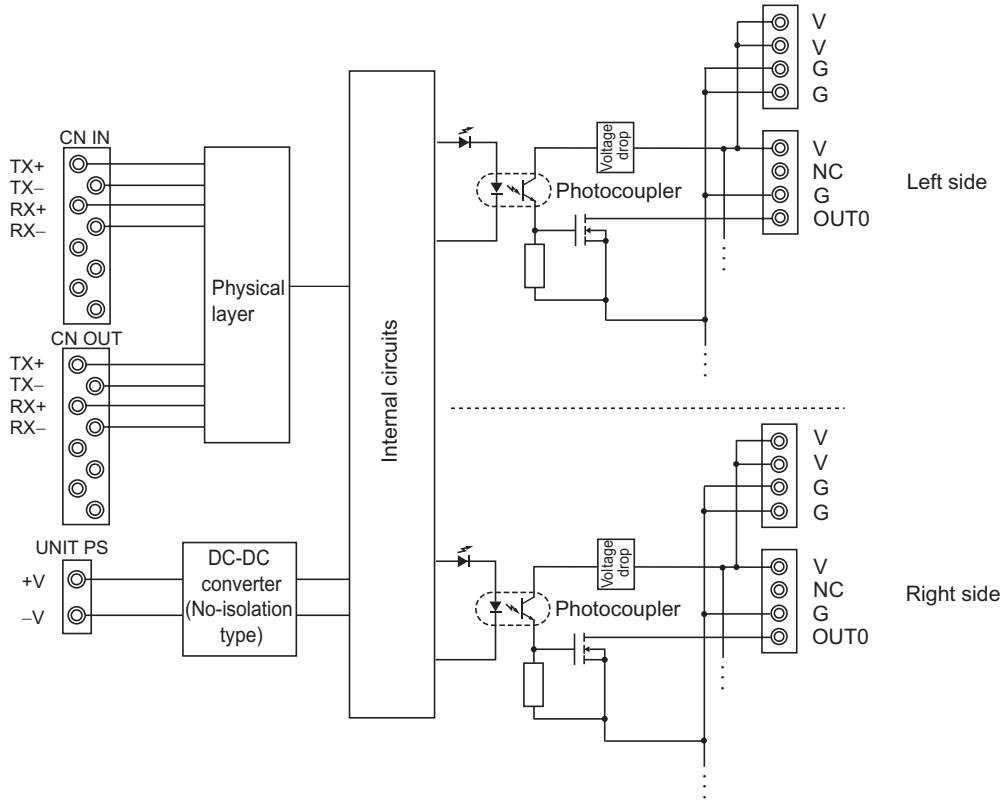 CN IN
TX+
TX−
RX+
RX−
CN OUT
TX+
TX−
RX+
RX−
UNIT PS
+V
−V
Physical
layer
DC-DC
converter
(No-isolation
type)
Internal circuits
Voltage
drop
Photocoupler
V
V
G
G
V
NC
G
OUT0
Left side
Voltage
drop
Photocoupler
V
V
G
G
V
NC
G
OUT0
Right side